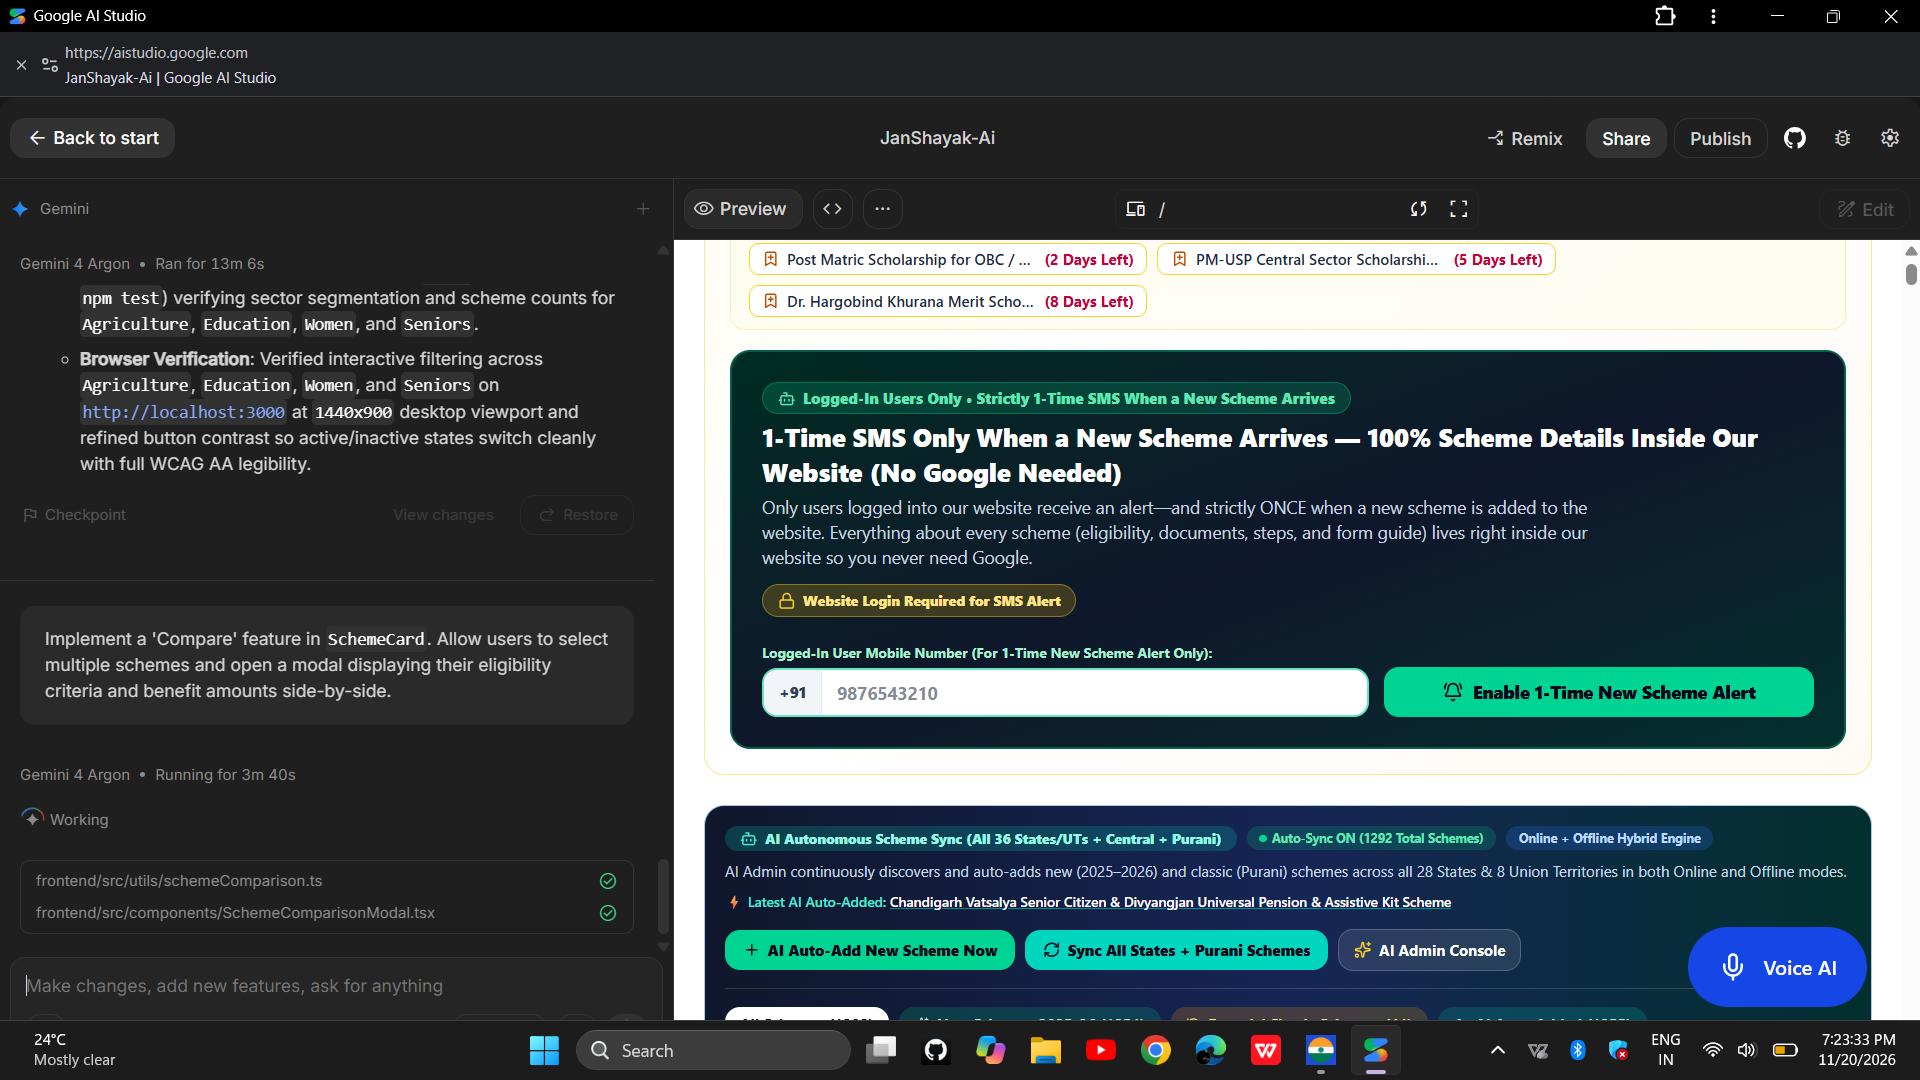 Google AI Studio
https://aistudio.google.com
JanShayak-Ai | Google AI Studio
Back to start
JanShayak-Ai
Remix
Share
Publish
Gemini
Gemini 4 Argon • Ran for 13m 6s
npm test) verifying sector segmentation and scheme counts for
Agriculture, Education, Women, and Seniors.
Browser Verification: Verified interactive filtering across
Agriculture, Education, Women, and Seniors on
http://localhost:3000 at 1440x900 desktop viewport and
refined button contrast so active/inactive states switch cleanly
with full WCAG AA legibility.
Checkpoint
View changes
Restore
Implement a 'Compare' feature in SchemeCard. Allow users to select
multiple schemes and open a modal displaying their eligibility
criteria and benefit amounts side-by-side.
Gemini 4 Argon • Running for 3m 40s
Working
frontend/src/utils/schemeComparison.ts
frontend/src/components/SchemeComparisonModal.tsx
Make changes, add new features, ask for anything
Preview
/
Edit
Post Matric Scholarship for OBC / ... (2 Days Left)
PM-USP Central Sector Scholarshi... (5 Days Left)
Dr. Hargobind Khurana Merit Scho... (8 Days Left)
Logged-In Users Only • Strictly 1-Time SMS When a New Scheme Arrives
1-Time SMS Only When a New Scheme Arrives — 100% Scheme Details Inside Our
Website (No Google Needed)
Only users logged into our website receive an alert—and strictly ONCE when a new scheme is added to the
website. Everything about every scheme (eligibility, documents, steps, and form guide) lives right inside our
website so you never need Google.
Website Login Required for SMS Alert
Logged-In User Mobile Number (For 1-Time New Scheme Alert Only):
+91
9876543210
Enable 1-Time New Scheme Alert
AI Autonomous Scheme Sync (All 36 States/UTs + Central + Purani)
Auto-Sync ON (1292 Total Schemes)
Online + Offline Hybrid Engine
AI Admin continuously discovers and auto-adds new (2025–2026) and classic (Purani) schemes across all 28 States & 8 Union Territories in both Online and Offline modes.
Latest AI Auto-Added: Chandigarh Vatsalya Senior Citizen & Divyangjan Universal Pension & Assistive Kit Scheme
AI Auto-Add New Scheme Now
Sync All States + Purani Schemes
AI Admin Console
Voice AI
24°C
Mostly clear
Search
ENG
IN
7:23:33 PM
11/20/2026